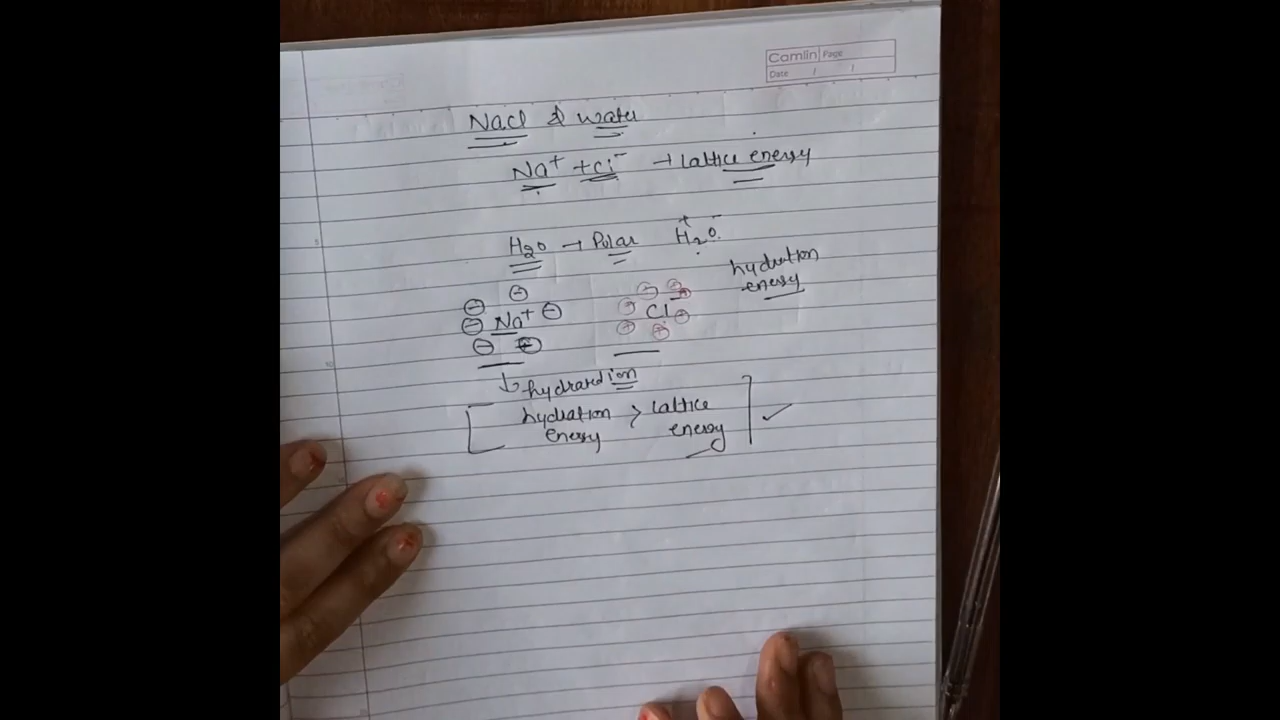 Camlin Page
Date / /
NaCl & water
Na+ + Cl- → Lattice energy
H2O → Polar H2O + -
hydration
energy
- - - - - -
Na+
+ + + +
Cl
↓ hydrated ion
hydration > Lattice
energy energy ✓